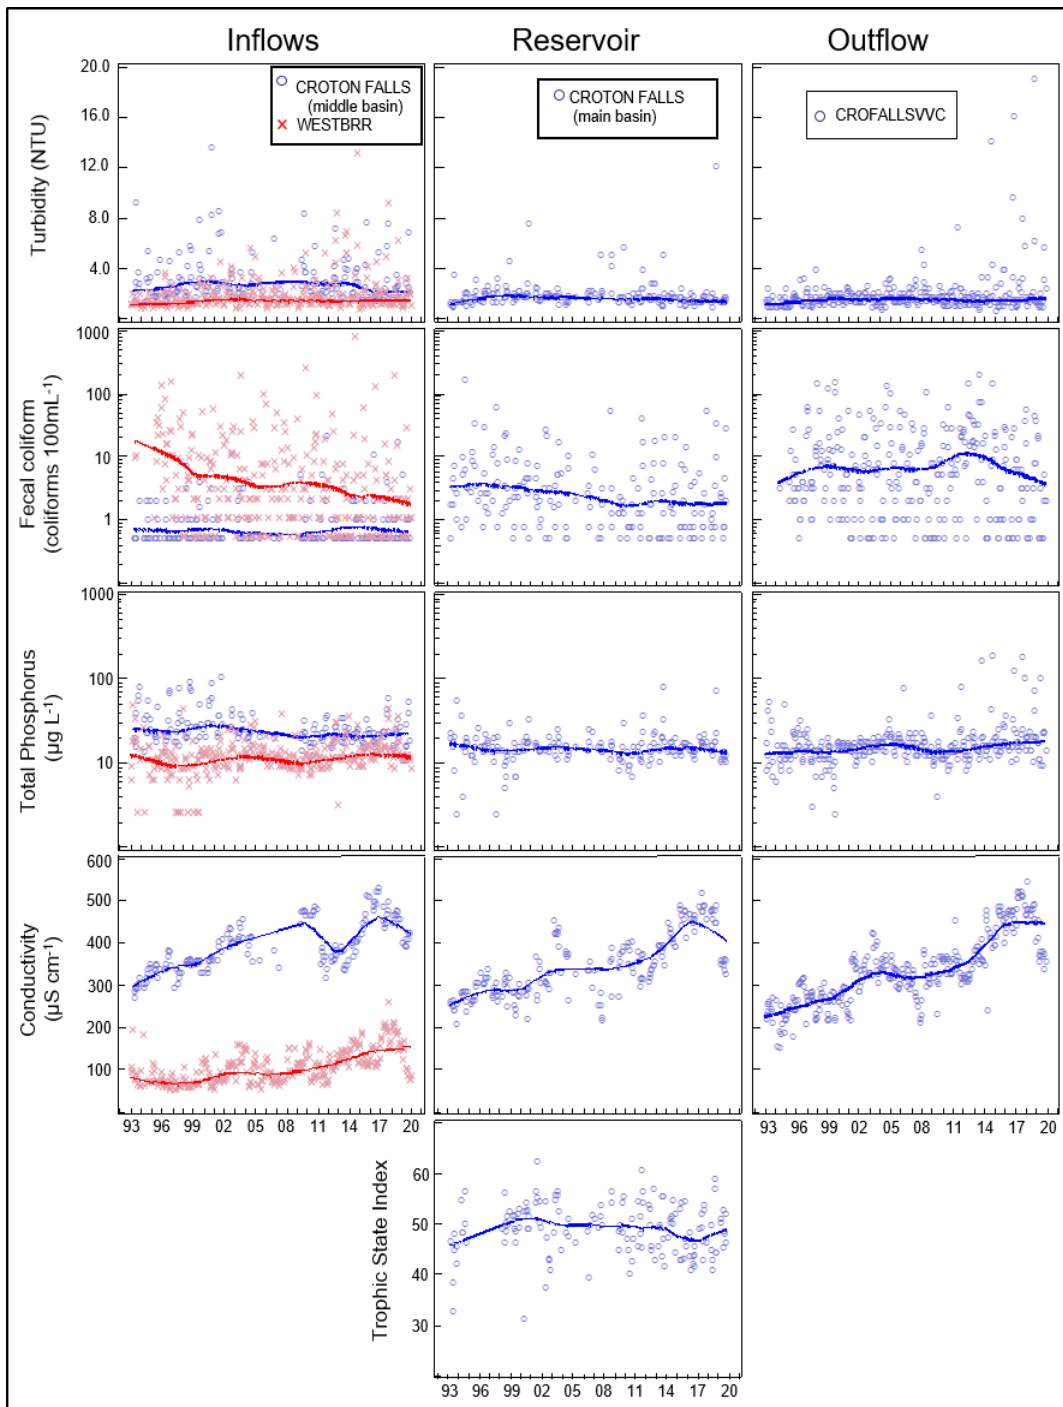 Inflows
Reservoir
Outflow
Turbidity (NTU)
20.0
16.0
12.0
8.0
4.0
CROTON FALLS
(middle basin)
WESTBRR
CROTON FALLS
(main basin)
CROFALLSVVC
Fecal coliform
(coliforms 100mL⁻¹)
1000
100
10
1
Total Phosphorus
(µg L⁻¹)
1000
100
10
Conductivity
(µS cm⁻¹)
600
500
400
300
200
100
93 96 99 02 05 08 11 14 17 20
93 96 99 02 05 08 11 14 17 20
Trophic State Index
60
50
40
30
93 96 99 02 05 08 11 14 17 20